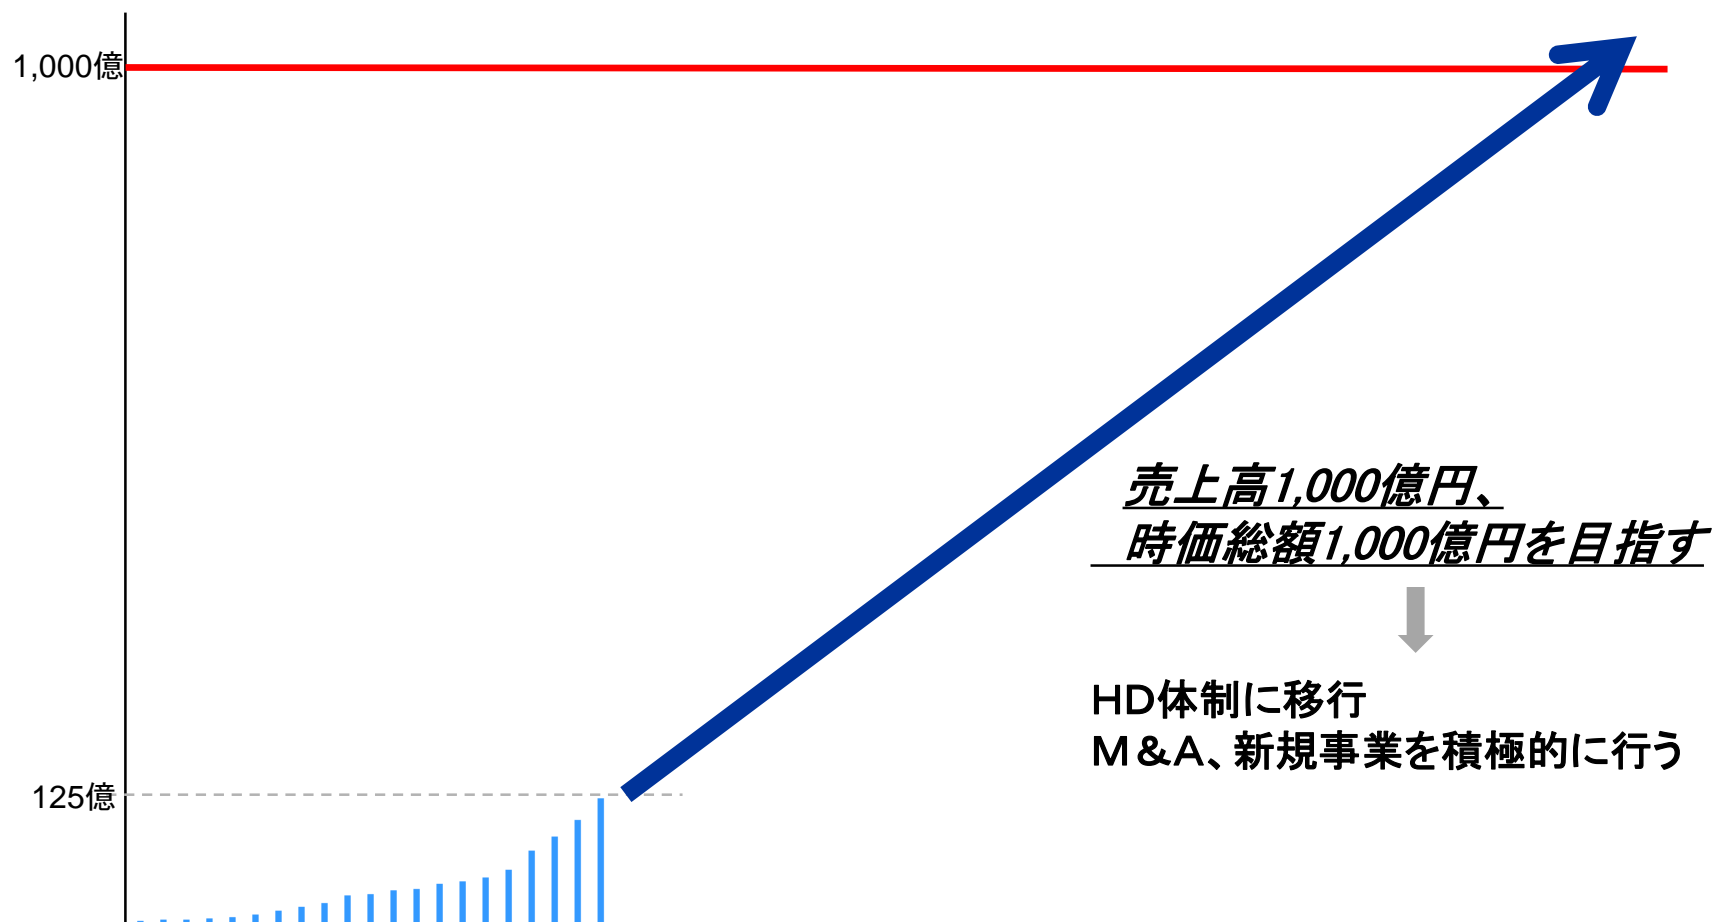 1,000億
売上高1,000億円、
時価総額1,000億円を目指す
HD体制に移行
M&A、新規事業を積極的に行う
125億